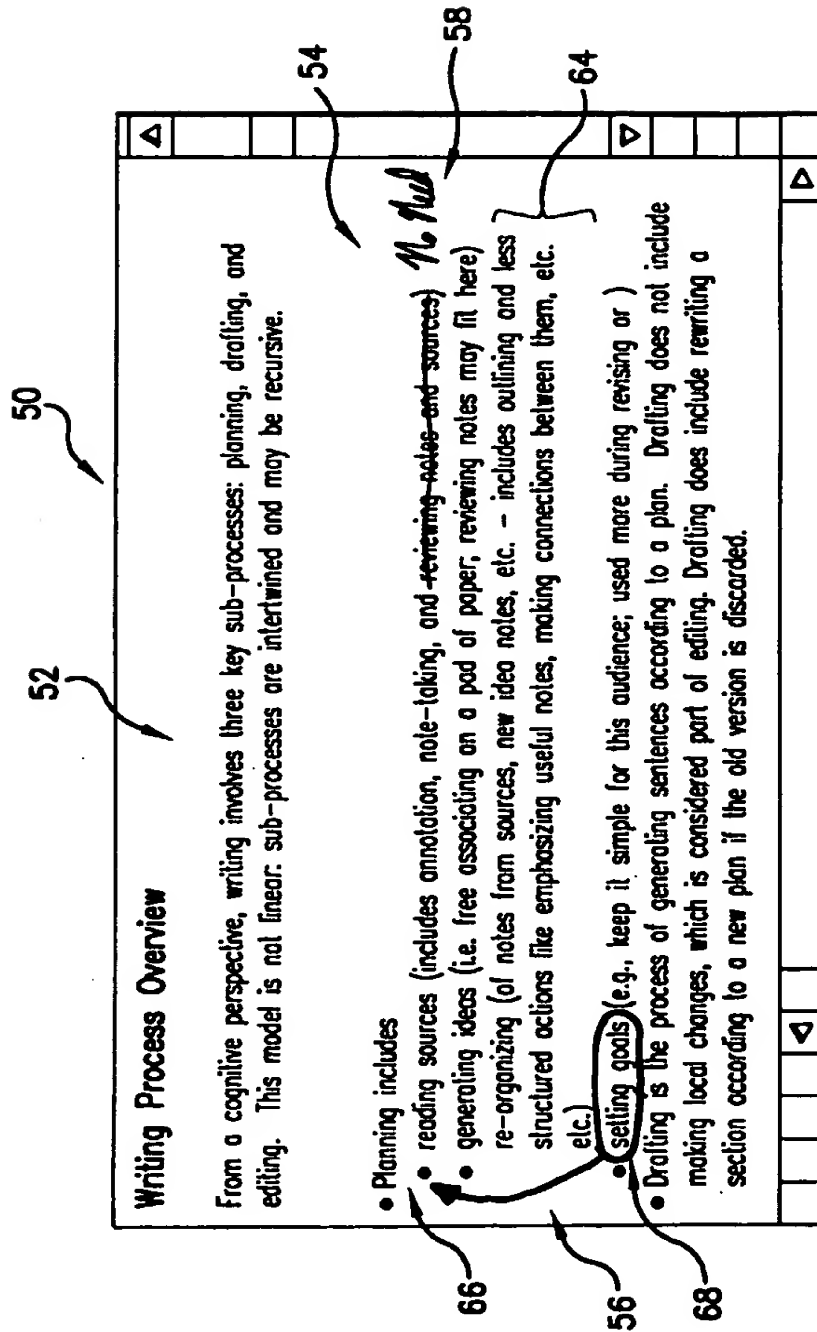 50
52
54
Writing Process Overview
From a cognitive perspective, writing involves three key sub-processes: planning, drafting, and
editing. This model is not linear: sub-processes are intertwined and may be recursive.
58
66
• Planning includes
• reading sources (includes annotation, note-taking, and reviewing notes and sources)
• generating ideas (i.e. free associating on a pad of paper; reviewing notes may fit here)
re-organizing (of notes from sources, new idea notes, etc. - includes outlining and less
structured actions like emphasizing useful notes, making connections between them, etc.
etc.)
64
56
• setting goals (e.g., keep it simple for this audience; used more during revising or )
68
• Drafting is the process of generating sentences according to a plan. Drafting does not include
making local changes, which is considered part of editing. Drafting does include rewriting a
section according to a new plan if the old version is discarded.